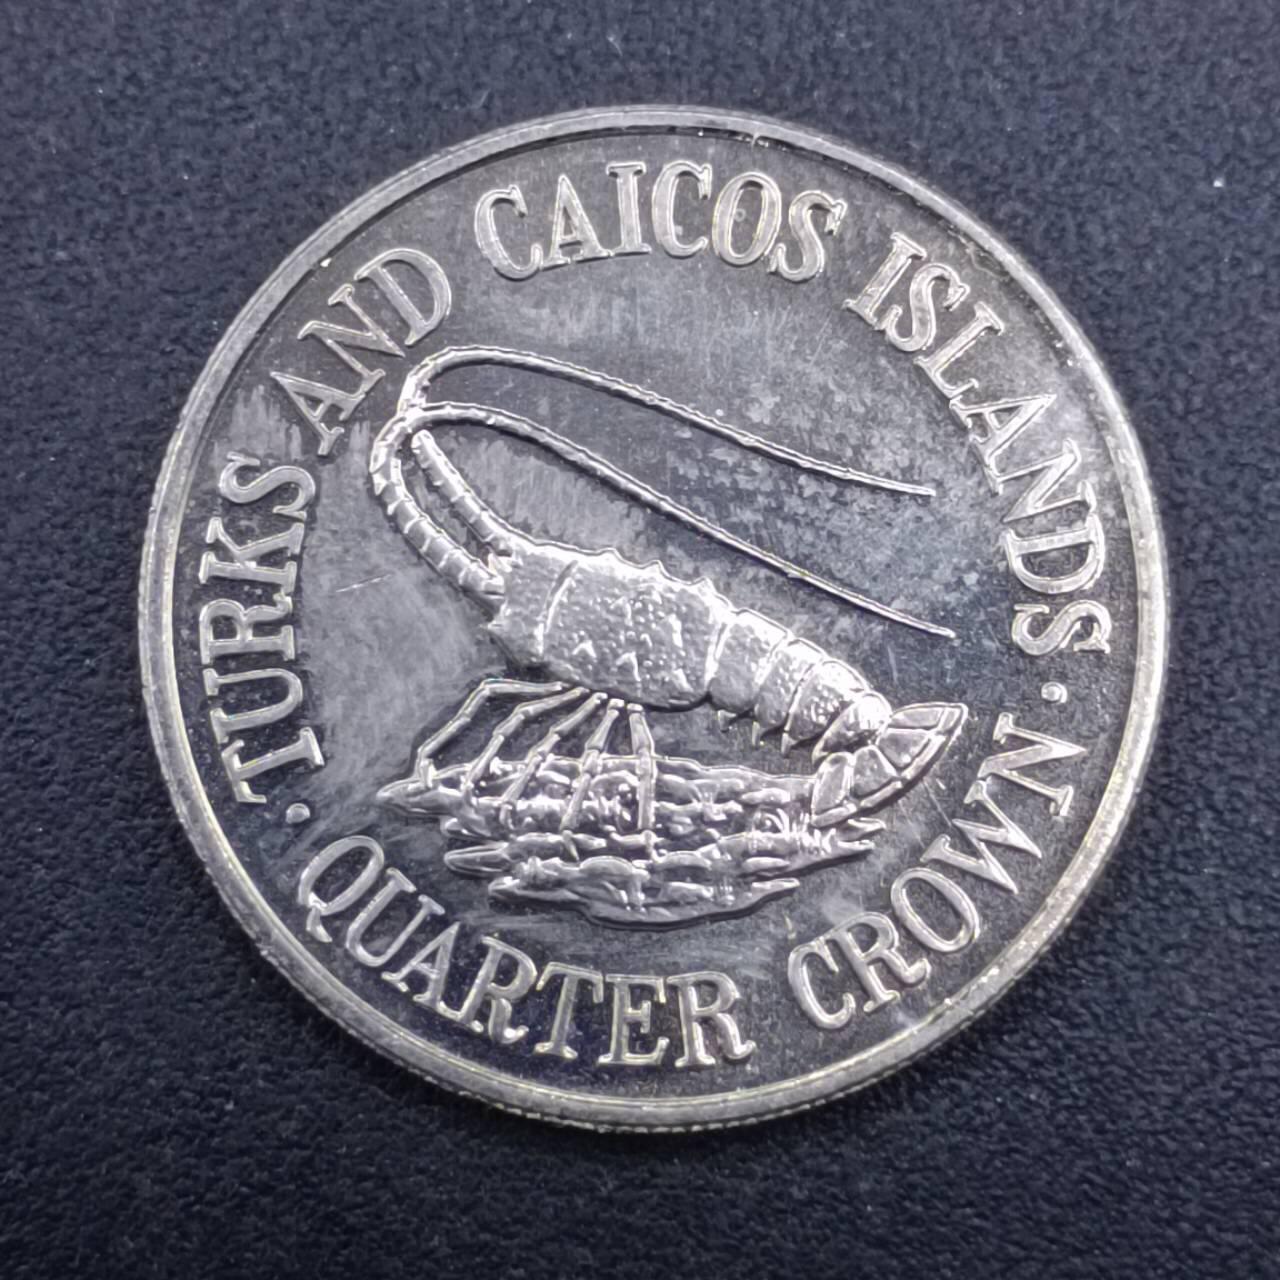 · TURKS AND CAICOS ISLANDS ·
QUARTER CROWN